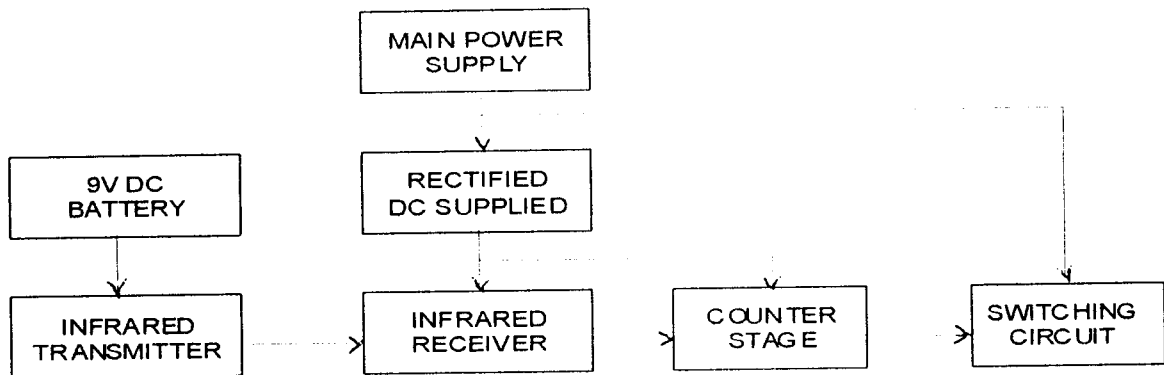 MAIN POWER
SUPPLY
9V DC
BATTERY
RECTIFIED
DC SUPPLIED
INFRARED
TRANSMITTER
INFRARED
RECEIVER
COUNTER
STAGE
SWITCHING
CIRCUIT